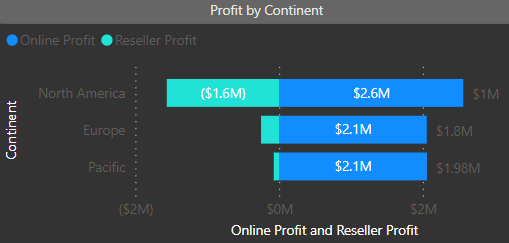 Profit by Continent
Online Profit Reseller Profit
Continent
North America ($1.6M) $2.6M $1M
Europe $2.1M $1.8M
Pacific $2.1M $1.98M
($2M) $0M $2M
Online Profit and Reseller Profit